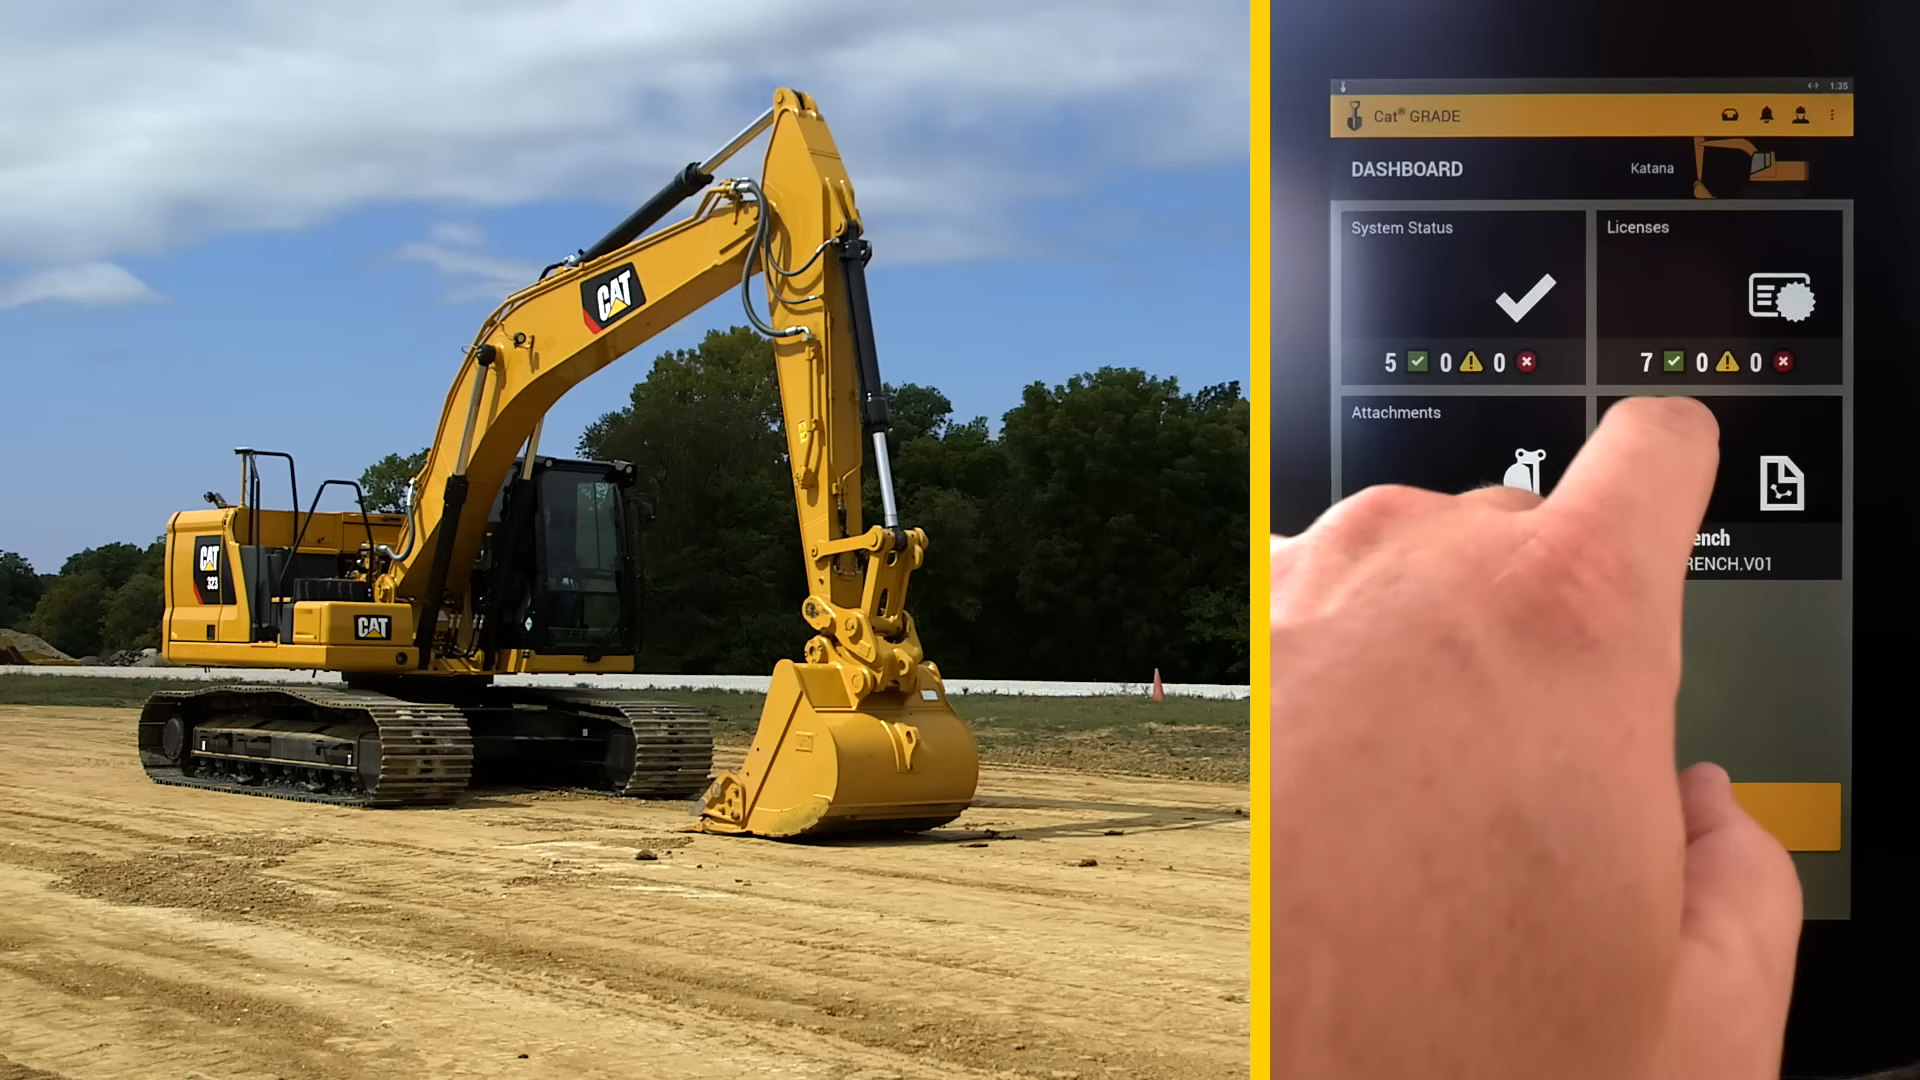 CAT
CAT
323
CAT
1:35
Cat® GRADE
DASHBOARD
Katana
System Status
Licenses
5 0 0
7 0 0
Attachments
ench
RENCH.V01